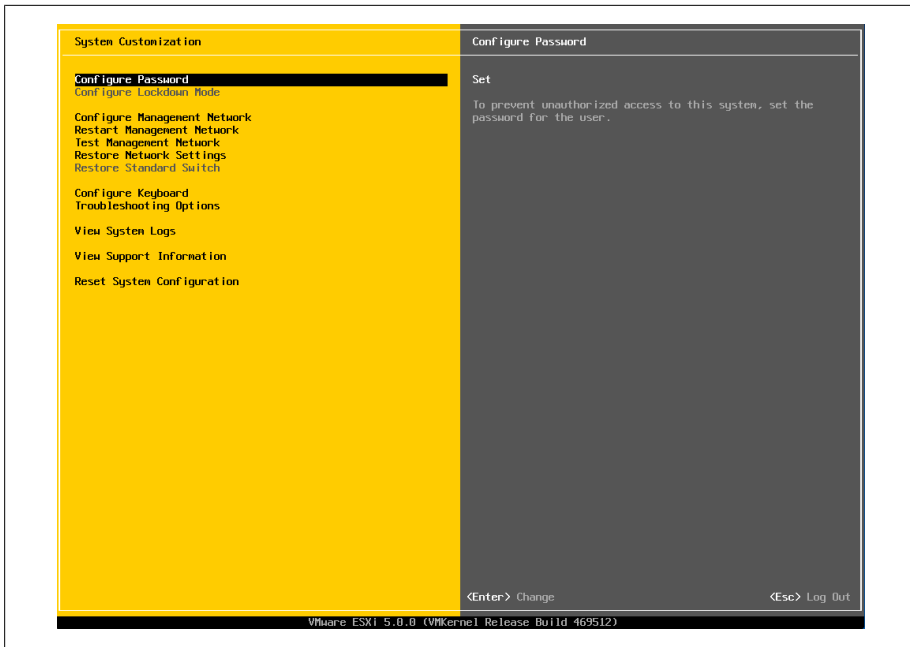 System Customization
Configure Password
Configure Lockdown Mode
Configure Management Network
Restart Management Network
Test Management Network
Restore Network Settings
Restore Standard Switch
Configure Keyboard
Troubleshooting Options
View System Logs
View Support Information
Reset System Configuration
Configure Password
Set
To prevent unauthorized access to this system, set the
password for the user.
<Enter> Change
<Esc> Log Out
VMware ESXi 5.0.0 (VMKernel Release Build 469512)